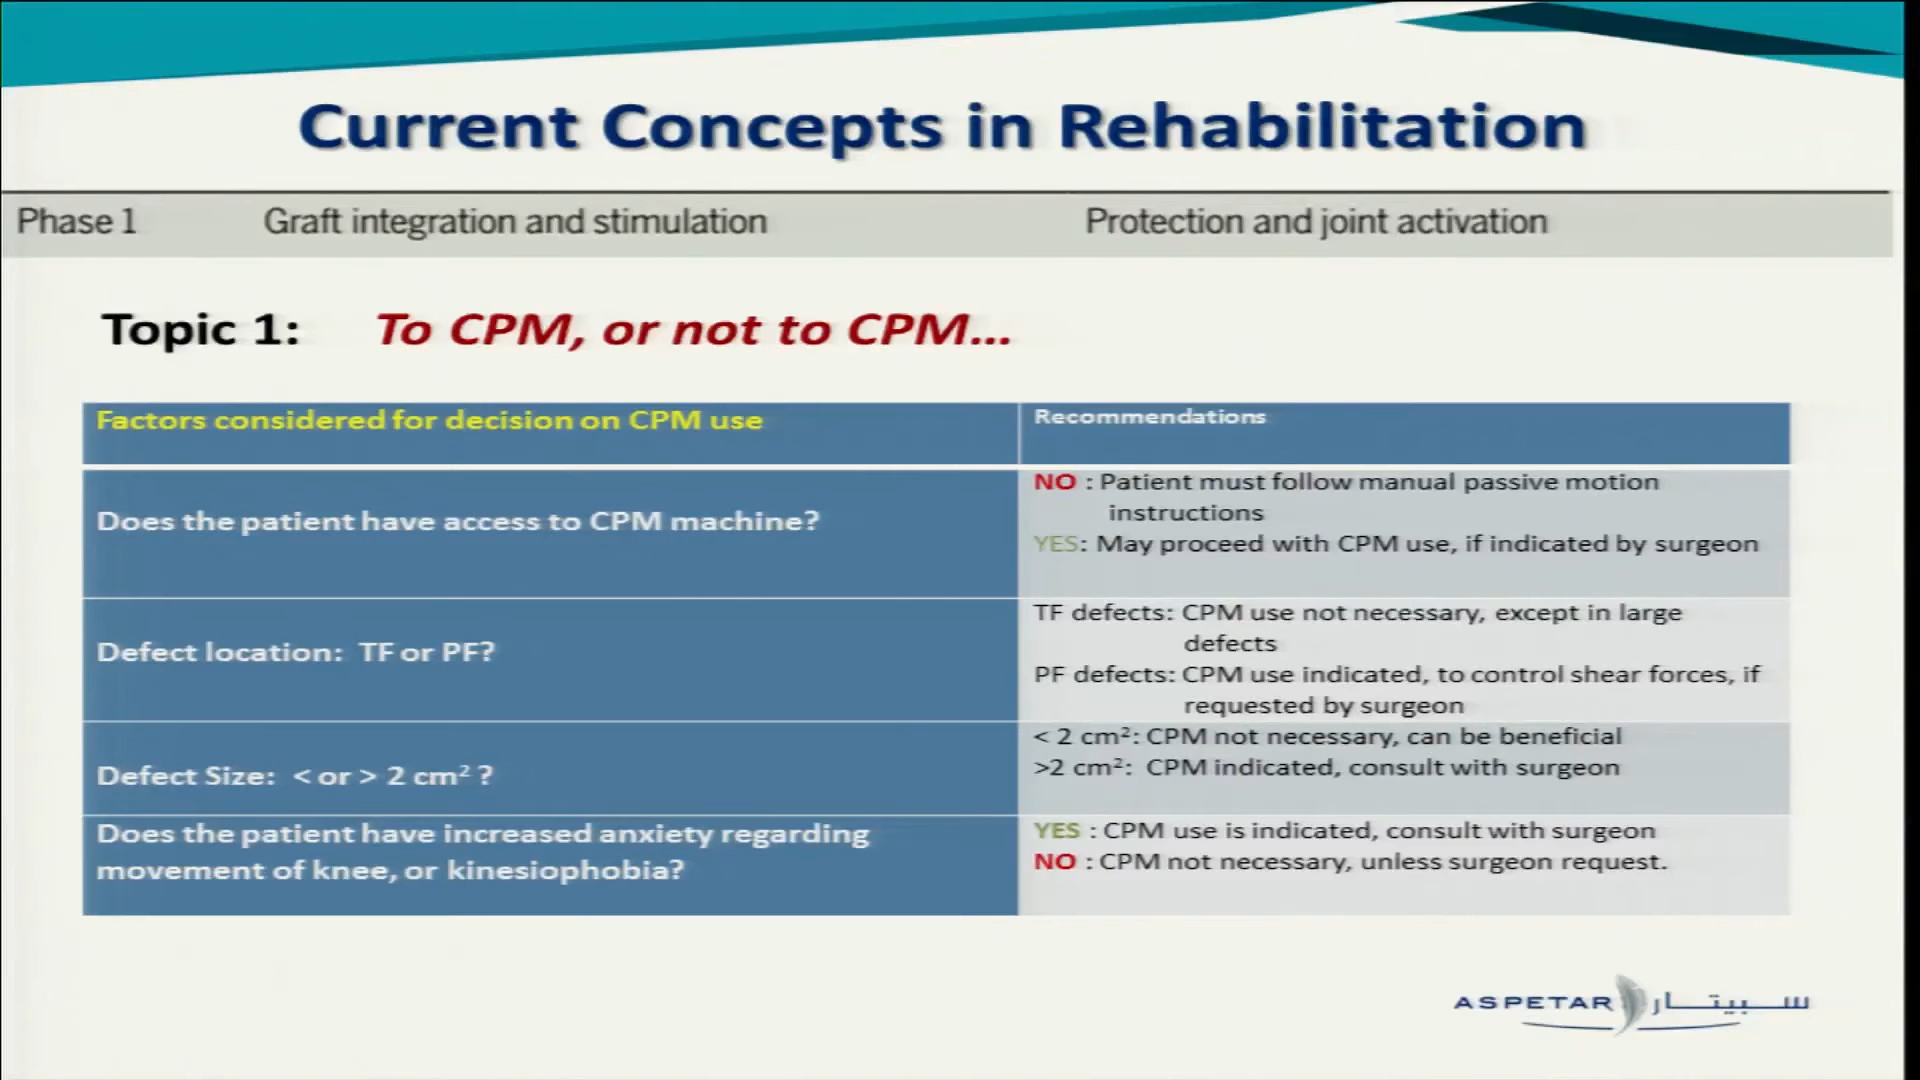 Current Concepts in Rehabilitation
Phase 1 Graft integration and stimulation Protection and joint activation
Topic 1: To CPM, or not to CPM...
Factors considered for decision on CPM use
Recommendations
Does the patient have access to CPM machine?
NO : Patient must follow manual passive motion
instructions
YES: May proceed with CPM use, if indicated by surgeon
Defect location: TF or PF?
TF defects: CPM use not necessary, except in large
defects
PF defects: CPM use indicated, to control shear forces, if
requested by surgeon
Defect Size: < or > 2 cm² ?
< 2 cm²: CPM not necessary, can be beneficial
>2 cm²: CPM indicated, consult with surgeon
Does the patient have increased anxiety regarding
movement of knee, or kinesiophobia?
YES : CPM use is indicated, consult with surgeon
NO : CPM not necessary, unless surgeon request.
ASPETAR سبيتار